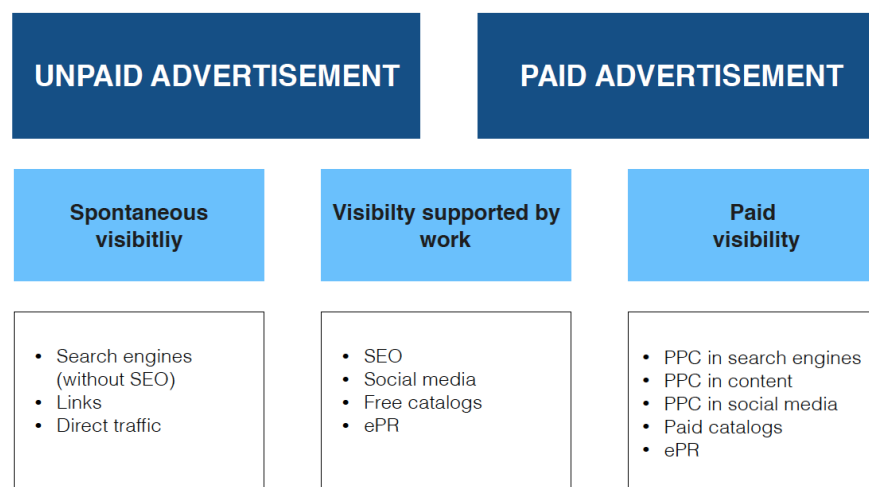 UNPAID ADVERTISEMENT
PAID ADVERTISEMENT
Spontaneous
visibitliy
Visibilty supported by
work
Paid
visibility
• Search engines
(without SEO)
• Links
• Direct traffic
• SEO
• Social media
• Free catalogs
• ePR
• PPC in search engines
• PPC in content
• PPC in social media
• Paid catalogs
• ePR